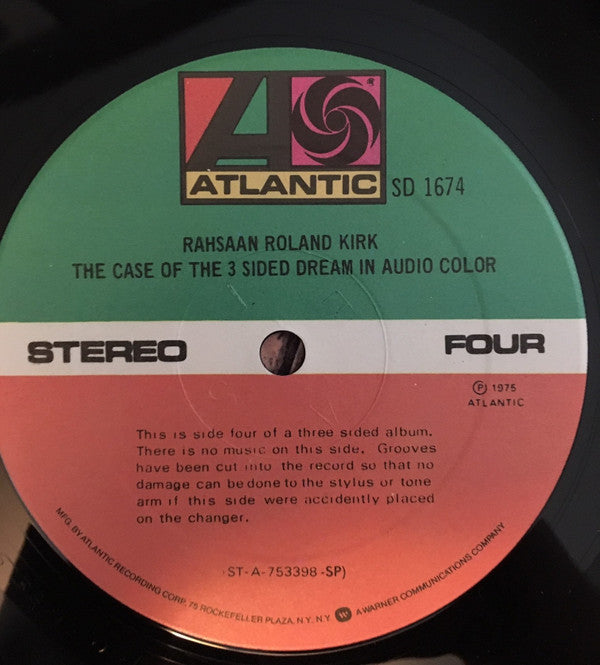 ATLANTIC
®
SD 1674
RAHSAAN ROLAND KIRK
THE CASE OF THE 3 SIDED DREAM IN AUDIO COLOR
STEREO
FOUR
Ⓟ 1975
ATLANTIC
This is side four of a three sided album.
There is no music on this side. Grooves
have been cut into the record so that no
damage can be done to the stylus or tone
arm if this side were accidently placed
on the changer.
ST-A-753398-SP)
MFG. BY ATLANTIC RECORDING CORP. 75 ROCKEFELLER PLAZA, N.Y. N.Y. A WARNER COMMUNICATIONS COMPANY